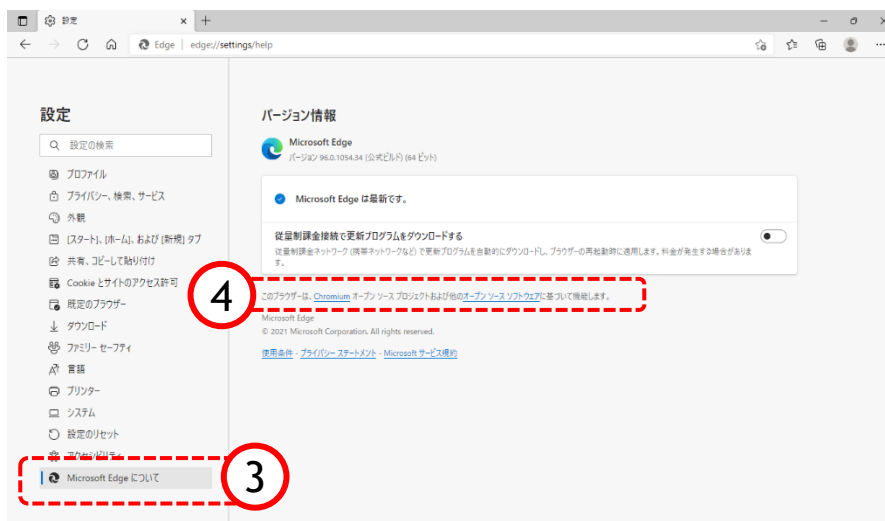 設定
Edge | edge://settings/help
設定
設定の検索
プロファイル
プライバシー、検索、サービス
外観
[スタート]、[ホーム]、および [新規] タブ
共有、コピーして貼り付け
Cookie とサイトのアクセス許可
既定のブラウザー
ダウンロード
ファミリー セーフティ
言語
プリンター
システム
設定のリセット
アクセシビリティ
Microsoft Edge について
3
バージョン情報
Microsoft Edge
バージョン 96.0.1054.34 (公式ビルド) (64 ビット)
Microsoft Edge は最新です。
従量制課金接続で更新プログラムをダウンロードする
従量制課金ネットワーク (携帯ネットワークなど) で更新プログラムを自動的にダウンロードし、ブラウザーの再起動時に適用します。料金が発生する場合がありま
す。
4
このブラウザーは、Chromium オープン ソース プロジェクトおよび他のオープン ソース ソフトウェアに基づいて機能します。
Microsoft Edge
© 2021 Microsoft Corporation. All rights reserved.
使用条件 - プライバシー ステートメント - Microsoft サービス規約